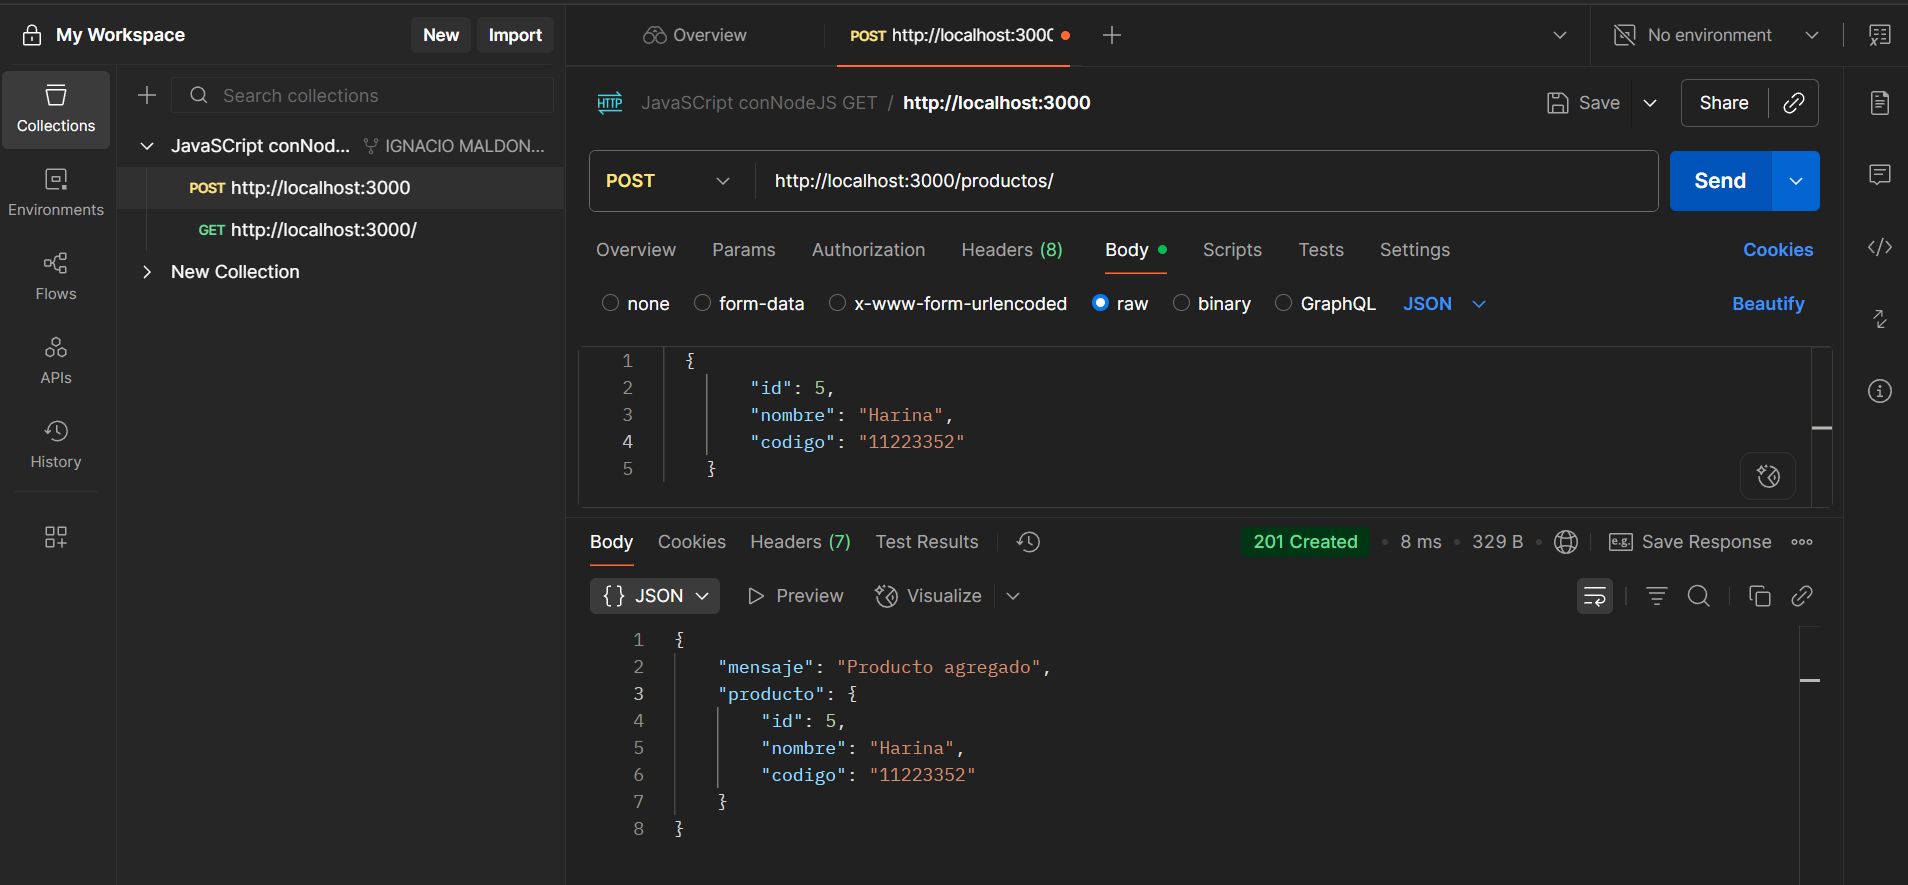 My Workspace
New
Import
Overview
POST http://localhost:300
No environment
Collections
Environments
Flows
APIs
History
Search collections
JavaSCript conNod... IGNACIO MALDON...
POST http://localhost:3000
GET http://localhost:3000/
New Collection
HTTP JavaSCript conNodeJS GET / http://localhost:3000
Save
Share
POST http://localhost:3000/productos/
Send
Overview Params Authorization Headers (8) Body Scripts Tests Settings Cookies
none form-data x-www-form-urlencoded raw binary GraphQL JSON Beautify
1 {
2 "id": 5,
3 "nombre": "Harina",
4 "codigo": "11223352"
5 }
Body Cookies Headers (7) Test Results 201 Created • 8 ms • 329 B • e.g. Save Response
{} JSON Preview Visualize
1 {
2 "mensaje": "Producto agregado",
3 "producto": {
4 "id": 5,
5 "nombre": "Harina",
6 "codigo": "11223352"
7 }
8 }